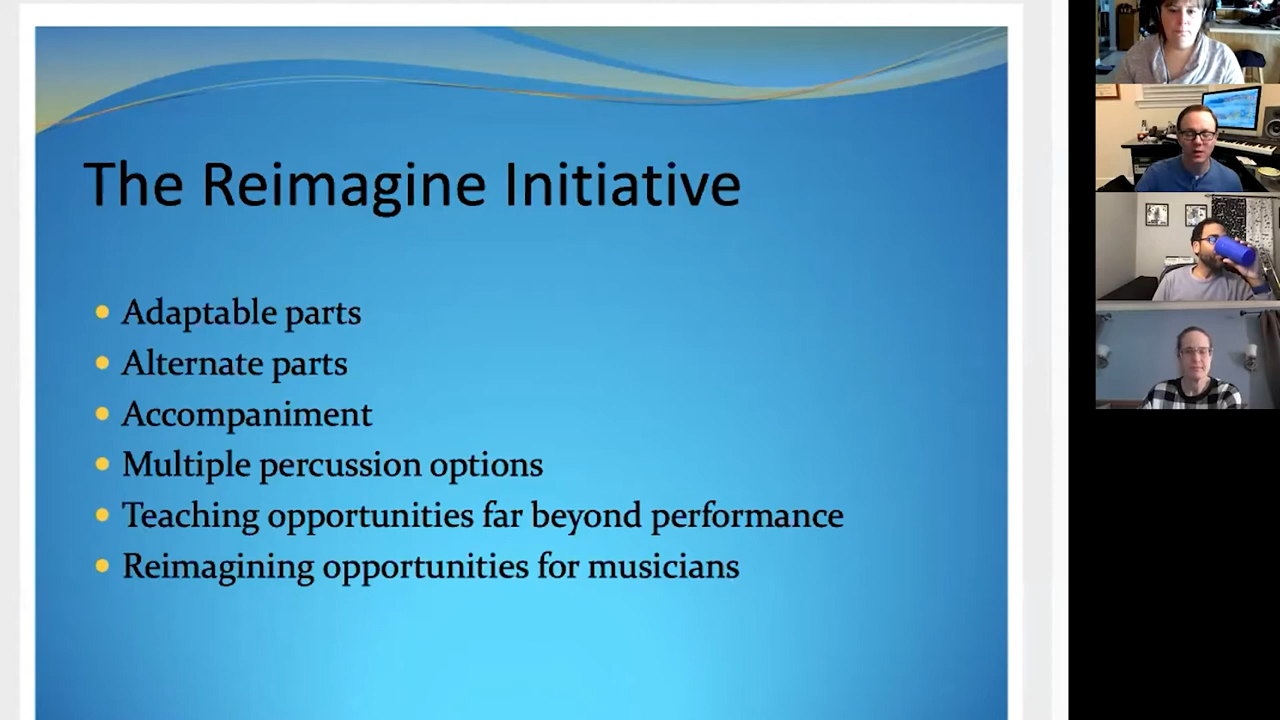 The Reimagine Initiative
• Adaptable parts
• Alternate parts
• Accompaniment
• Multiple percussion options
• Teaching opportunities far beyond performance
• Reimagining opportunities for musicians